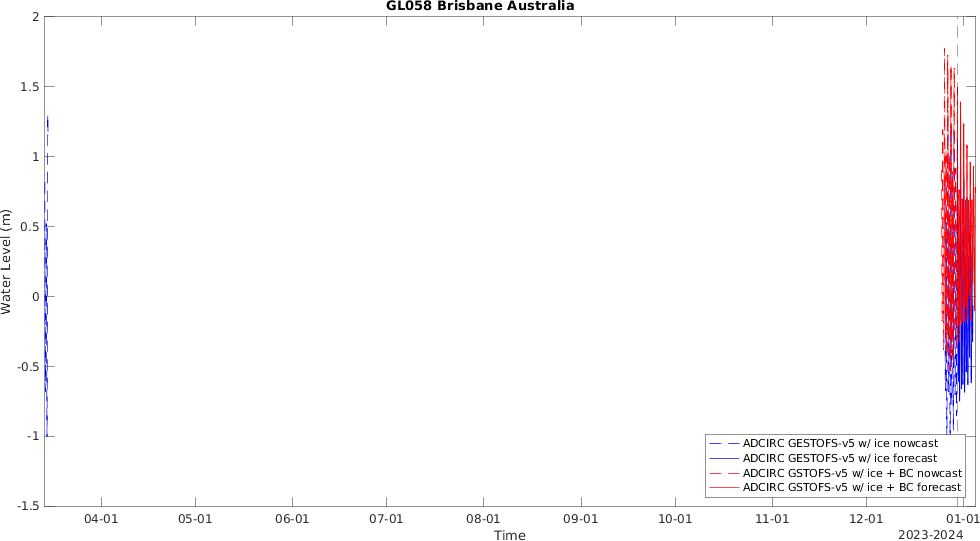 GL058 Brisbane Australia
2
1.5
1
0.5
0
-0.5
-1
-1.5
Water Level (m)
ADCIRC GESTOFS-v5 w/ ice nowcast
ADCIRC GESTOFS-v5 w/ ice forecast
ADCIRC GSTOFS-v5 w/ ice + BC nowcast
ADCIRC GSTOFS-v5 w/ ice + BC forecast
04-01 05-01 06-01 07-01 08-01 09-01 10-01 11-01 12-01 01-01
Time
2023-2024